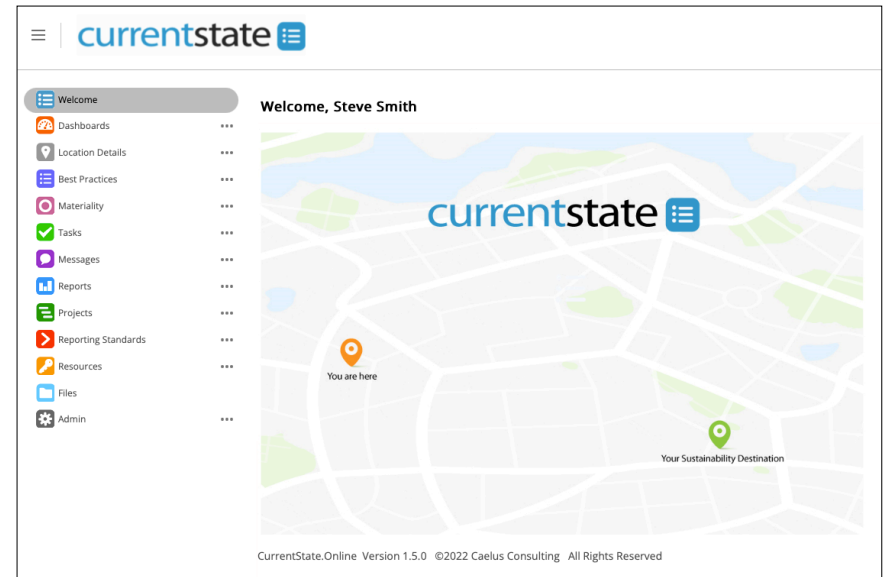 currentstate
Welcome
Dashboards
Location Details
Best Practices
Materiality
Tasks
Messages
Reports
Projects
Reporting Standards
Resources
Files
Admin
Welcome, Steve Smith
currentstate
You are here
Your Sustainability Destination
CurrentState.Online Version 1.5.0 ©2022 Caelus Consulting All Rights Reserved